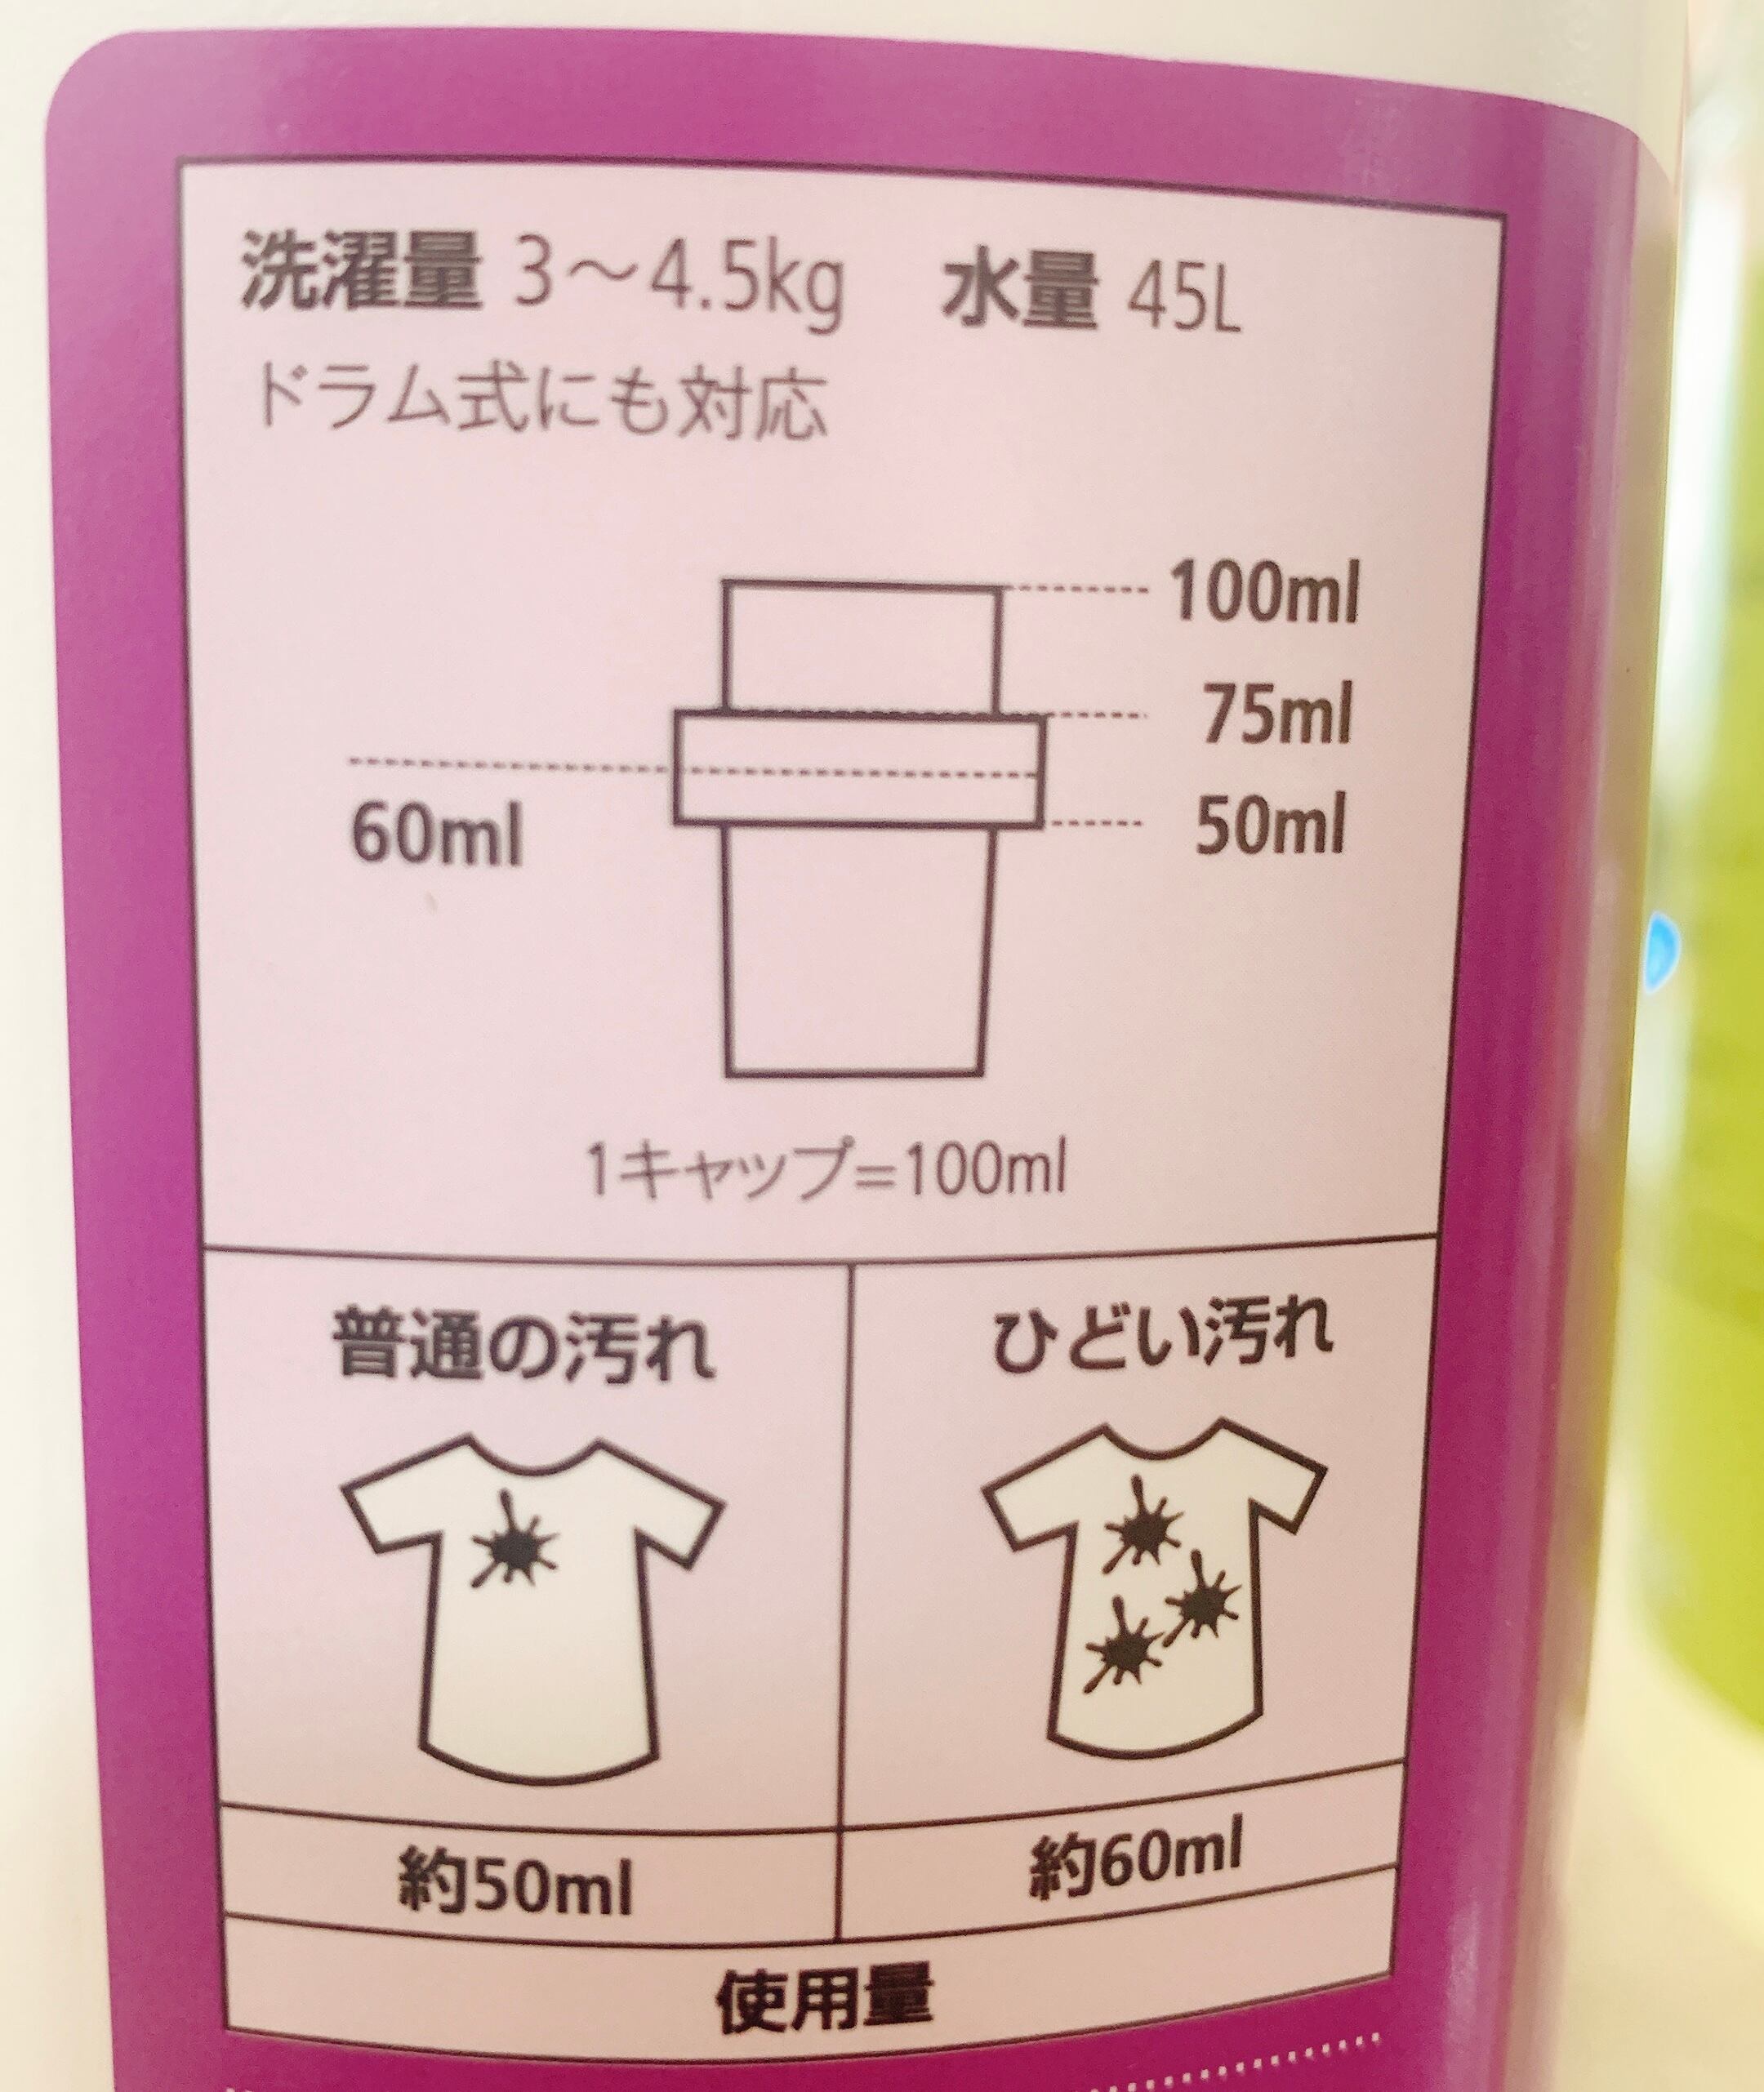 洗濯量 3～4.5kg 水量 45L
ドラム式にも対応
100ml
75ml
60ml
50ml
1キャップ=100ml
普通の汚れ ひどい汚れ
約50ml 約60ml
使用量